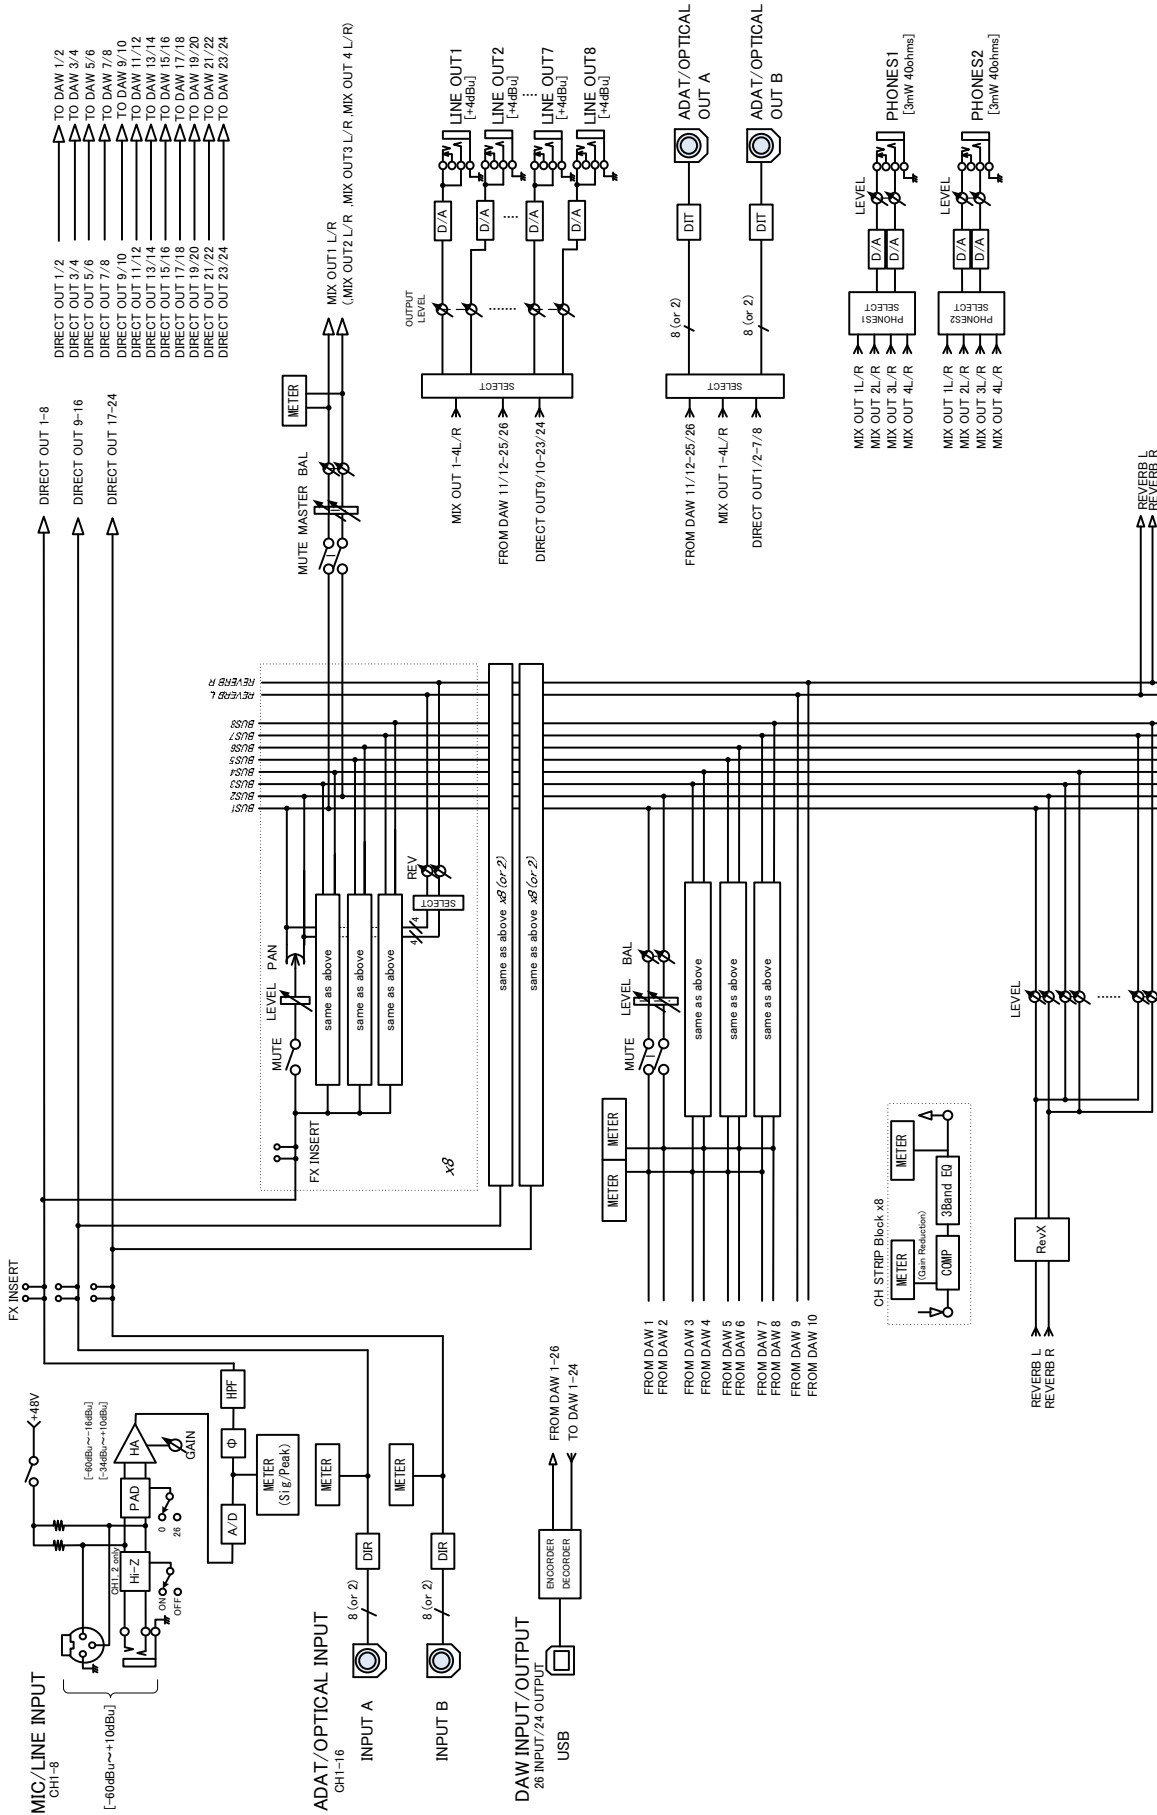 MIC/LINE INPUT
CH1-8
[-60dBu～+10dBu]
CH1, 2 only
Hi-Z
ON
OFF
PAD
0
26
+48V
[-60dBu～-16dBu]
[-34dBu～+10dBu]
HA
GAIN
A/D
Φ
HPF
METER
(Sig/Peak)
FX INSERT
ADAT/OPTICAL INPUT
CH1-16
INPUT A
8 (or 2)
DIR
METER
INPUT B
8 (or 2)
DIR
METER
DAW INPUT/OUTPUT
26 INPUT/24 OUTPUT
USB
ENCORDER
DECORDER
FROM DAW 1-26
TO DAW 1-24
DIRECT OUT 1-8
DIRECT OUT 9-16
DIRECT OUT 17-24
DIRECT OUT 1/2 TO DAW 1/2
DIRECT OUT 3/4 TO DAW 3/4
DIRECT OUT 5/6 TO DAW 5/6
DIRECT OUT 7/8 TO DAW 7/8
DIRECT OUT 9/10 TO DAW 9/10
DIRECT OUT 11/12 TO DAW 11/12
DIRECT OUT 13/14 TO DAW 13/14
DIRECT OUT 15/16 TO DAW 15/16
DIRECT OUT 17/18 TO DAW 17/18
DIRECT OUT 19/20 TO DAW 19/20
DIRECT OUT 21/22 TO DAW 21/22
DIRECT OUT 23/24 TO DAW 23/24
FX INSERT
MUTE
LEVEL
PAN
same as above
same as above
same as above
4
4
SELECT
REV
x8
BUS1
BUS2
BUS3
BUS4
BUS5
BUS6
BUS7
BUS8
REVERB L
REVERB R
same as above x8 (or 2)
same as above x8 (or 2)
MUTE MASTER BAL
METER
MIX OUT1 L/R
(,MIX OUT2 L/R ,MIX OUT3 L/R ,MIX OUT 4 L/R)
MIX OUT 1-4L/R
FROM DAW 11/12-25/26
DIRECT OUT9/10-23/24
SELECT
OUTPUT
LEVEL
D/A
D/A
D/A
D/A
LINE OUT1
[+4dBu]
LINE OUT2
[+4dBu]
LINE OUT7
[+4dBu]
LINE OUT8
[+4dBu]
FROM DAW 11/12-25/26
MIX OUT 1-4L/R
DIRECT OUT1/2-7/8
SELECT
8 (or 2)
8 (or 2)
DIT
DIT
ADAT/OPTICAL
OUT A
ADAT/OPTICAL
OUT B
MIX OUT 1L/R
MIX OUT 2L/R
MIX OUT 3L/R
MIX OUT 4L/R
PHONES1
SELECT
D/A
D/A
LEVEL
PHONES1
[3mW 40ohms]
MIX OUT 1L/R
MIX OUT 2L/R
MIX OUT 3L/R
MIX OUT 4L/R
PHONES2
SELECT
D/A
D/A
LEVEL
PHONES2
[3mW 40ohms]
FROM DAW 1
FROM DAW 2
FROM DAW 3
FROM DAW 4
FROM DAW 5
FROM DAW 6
FROM DAW 7
FROM DAW 8
FROM DAW 9
FROM DAW 10
METER
METER
MUTE
LEVEL
BAL
same as above
same as above
same as above
CH STRIP Block x8
METER
(Gain Reduction)
COMP
3Band EQ
METER
REVERB L
REVERB R
RevX
LEVEL
REVERB L
REVERB R